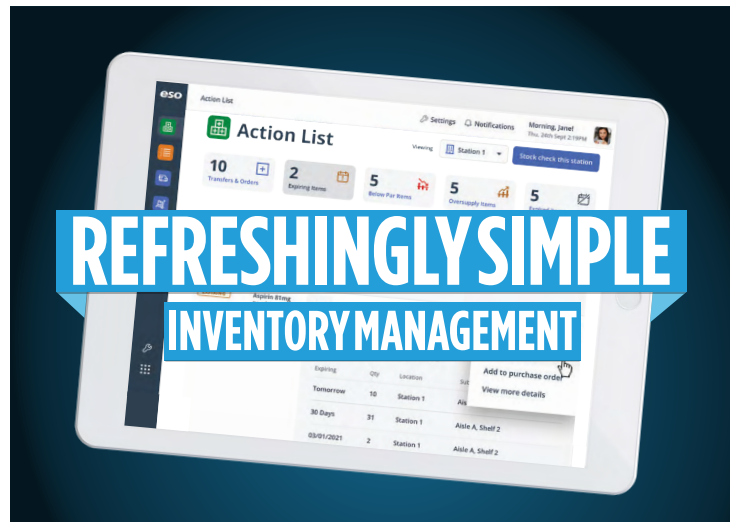 eso
Action List
Settings
Notifications
Morning, Janet
Thu, 24th Sept 2:19PM
Action List
Viewing
Station 1
Stock check this station
10
Transfers & Orders
2
Expiring Items
5
Below Par Items
5
Oversupply Items
5
REFRESHINGLY SIMPLE
Aspirin 81mg
INVENTORY MANAGEMENT
Add to purchase order
View more details
Expiring
Qty
Location
Tomorrow
10
Station 1
30 Days
31
Station 1
Aisle A, Shelf 2
03/01/2021
2
Station 1
Aisle A, Shelf 2